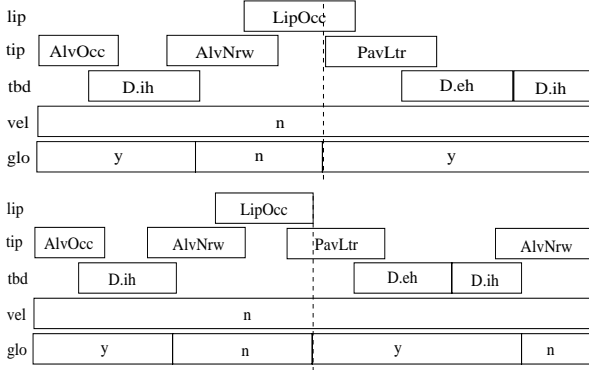 lip LipOcc
tip AlvOcc AlvNrw PavLtr
tbd D.ih D.eh D.ih
vel n
glo y n y
lip LipOcc
tip AlvOcc AlvNrw PavLtr AlvNrw
tbd D.ih D.eh D.ih
vel n
glo y n y n